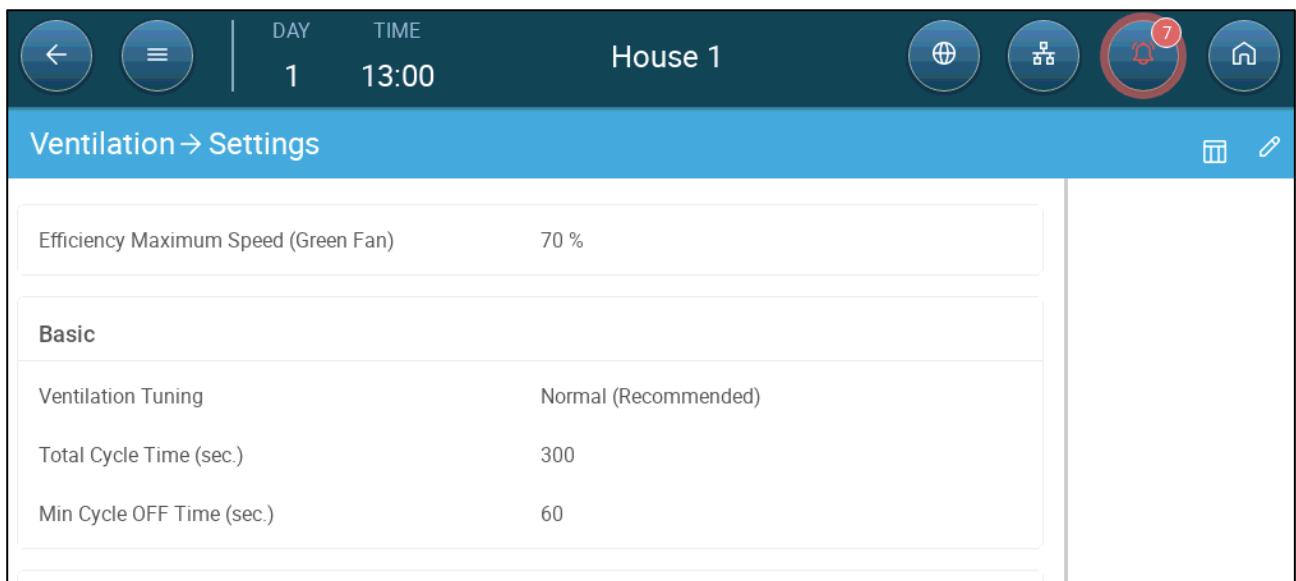 DAY TIME
1 13:00
House 1
7
Ventilation → Settings
Efficiency Maximum Speed (Green Fan) 70 %
Basic
Ventilation Tuning Normal (Recommended)
Total Cycle Time (sec.) 300
Min Cycle OFF Time (sec.) 60